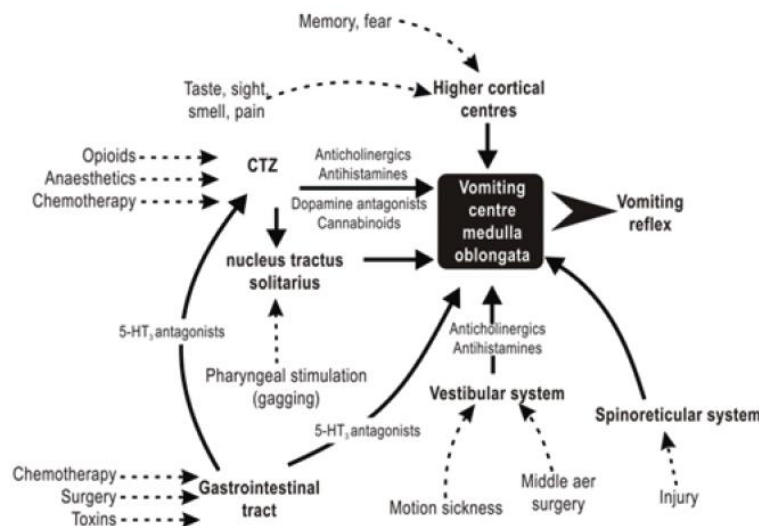 Memory, fear
Taste, sight,
smell, pain
Higher cortical
centres
Opioids
Anaesthetics
Chemotherapy
CTZ
Anticholinergics
Antihistamines
Dopamine antagonists
Cannabinoids
Vomiting
centre
medulla
oblongata
Vomiting
reflex
nucleus tractus
solitarius
5-HT₃ antagonists
Anticholinergics
Antihistamines
Pharyngeal stimulation
(gagging)
Vestibular system
Spinoreticular system
5-HT₃ antagonists
Chemotherapy
Surgery
Toxins
Gastrointestinal
tract
Motion sickness
Middle aer
surgery
Injury